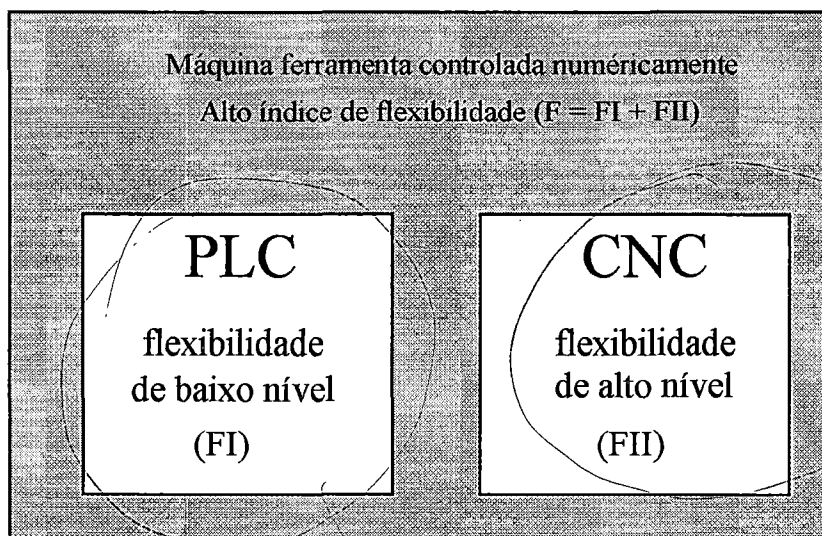 Máquina ferramenta controlada numéricamente
Alto índice de flexibilidade (F = FI + FII)
PLC
flexibilidade
de baixo nível
(FI)
CNC
flexibilidade
de alto nível
(FII)